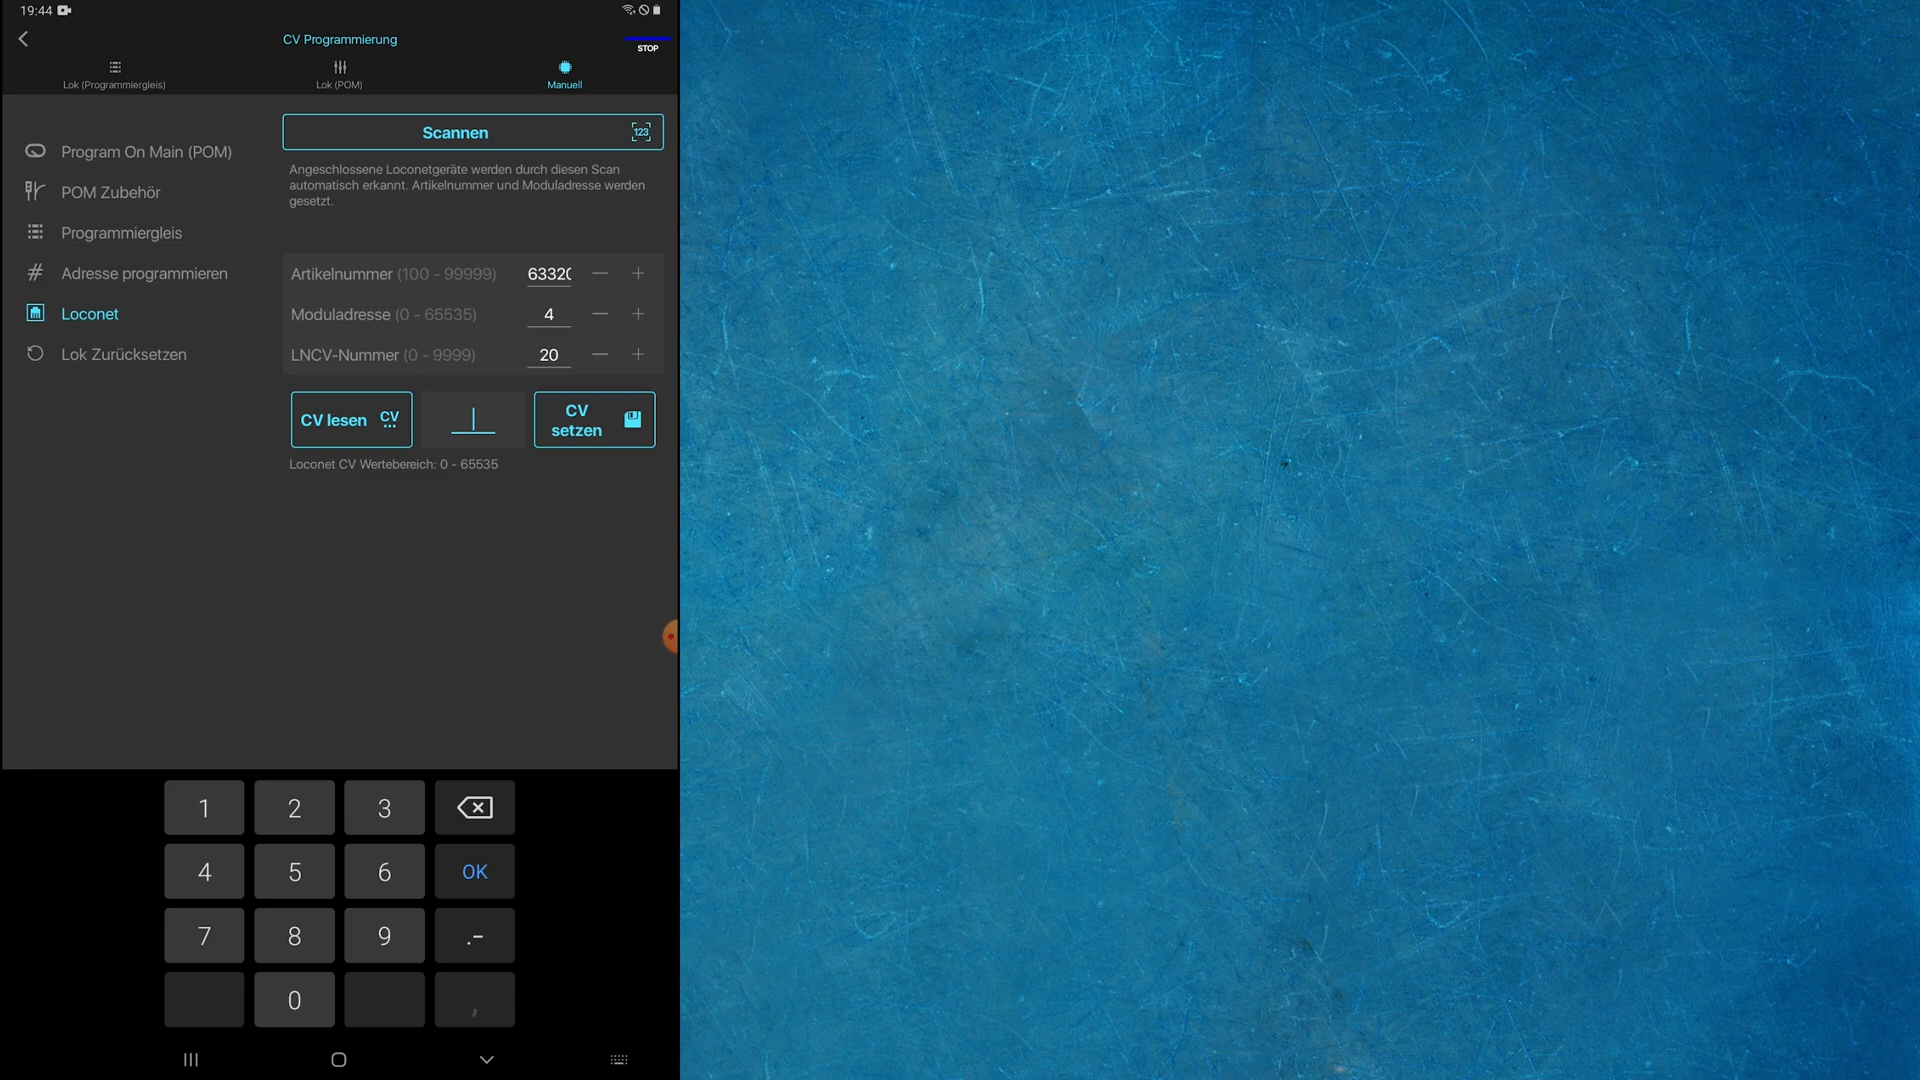 19:44
CV Programmierung
STOP
Lok (Programmiergleis)
Lok (POM)
Manuell
Program On Main (POM)
POM Zubehör
Programmiergleis
Adresse programmieren
Loconet
Lok Zurücksetzen
Scannen 123
Angeschlossene Loconetgeräte werden durch diesen Scan
automatisch erkannt. Artikelnummer und Moduladresse werden
gesetzt.
Artikelnummer (100 - 99999) 63320
Moduladresse (0 - 65535) 4
LNCV-Nummer (0 - 9999) 20
CV lesen CV
CV
setzen
Loconet CV Wertebereich: 0 - 65535
1 2 3
4 5 6 OK
7 8 9 .-
0 ,